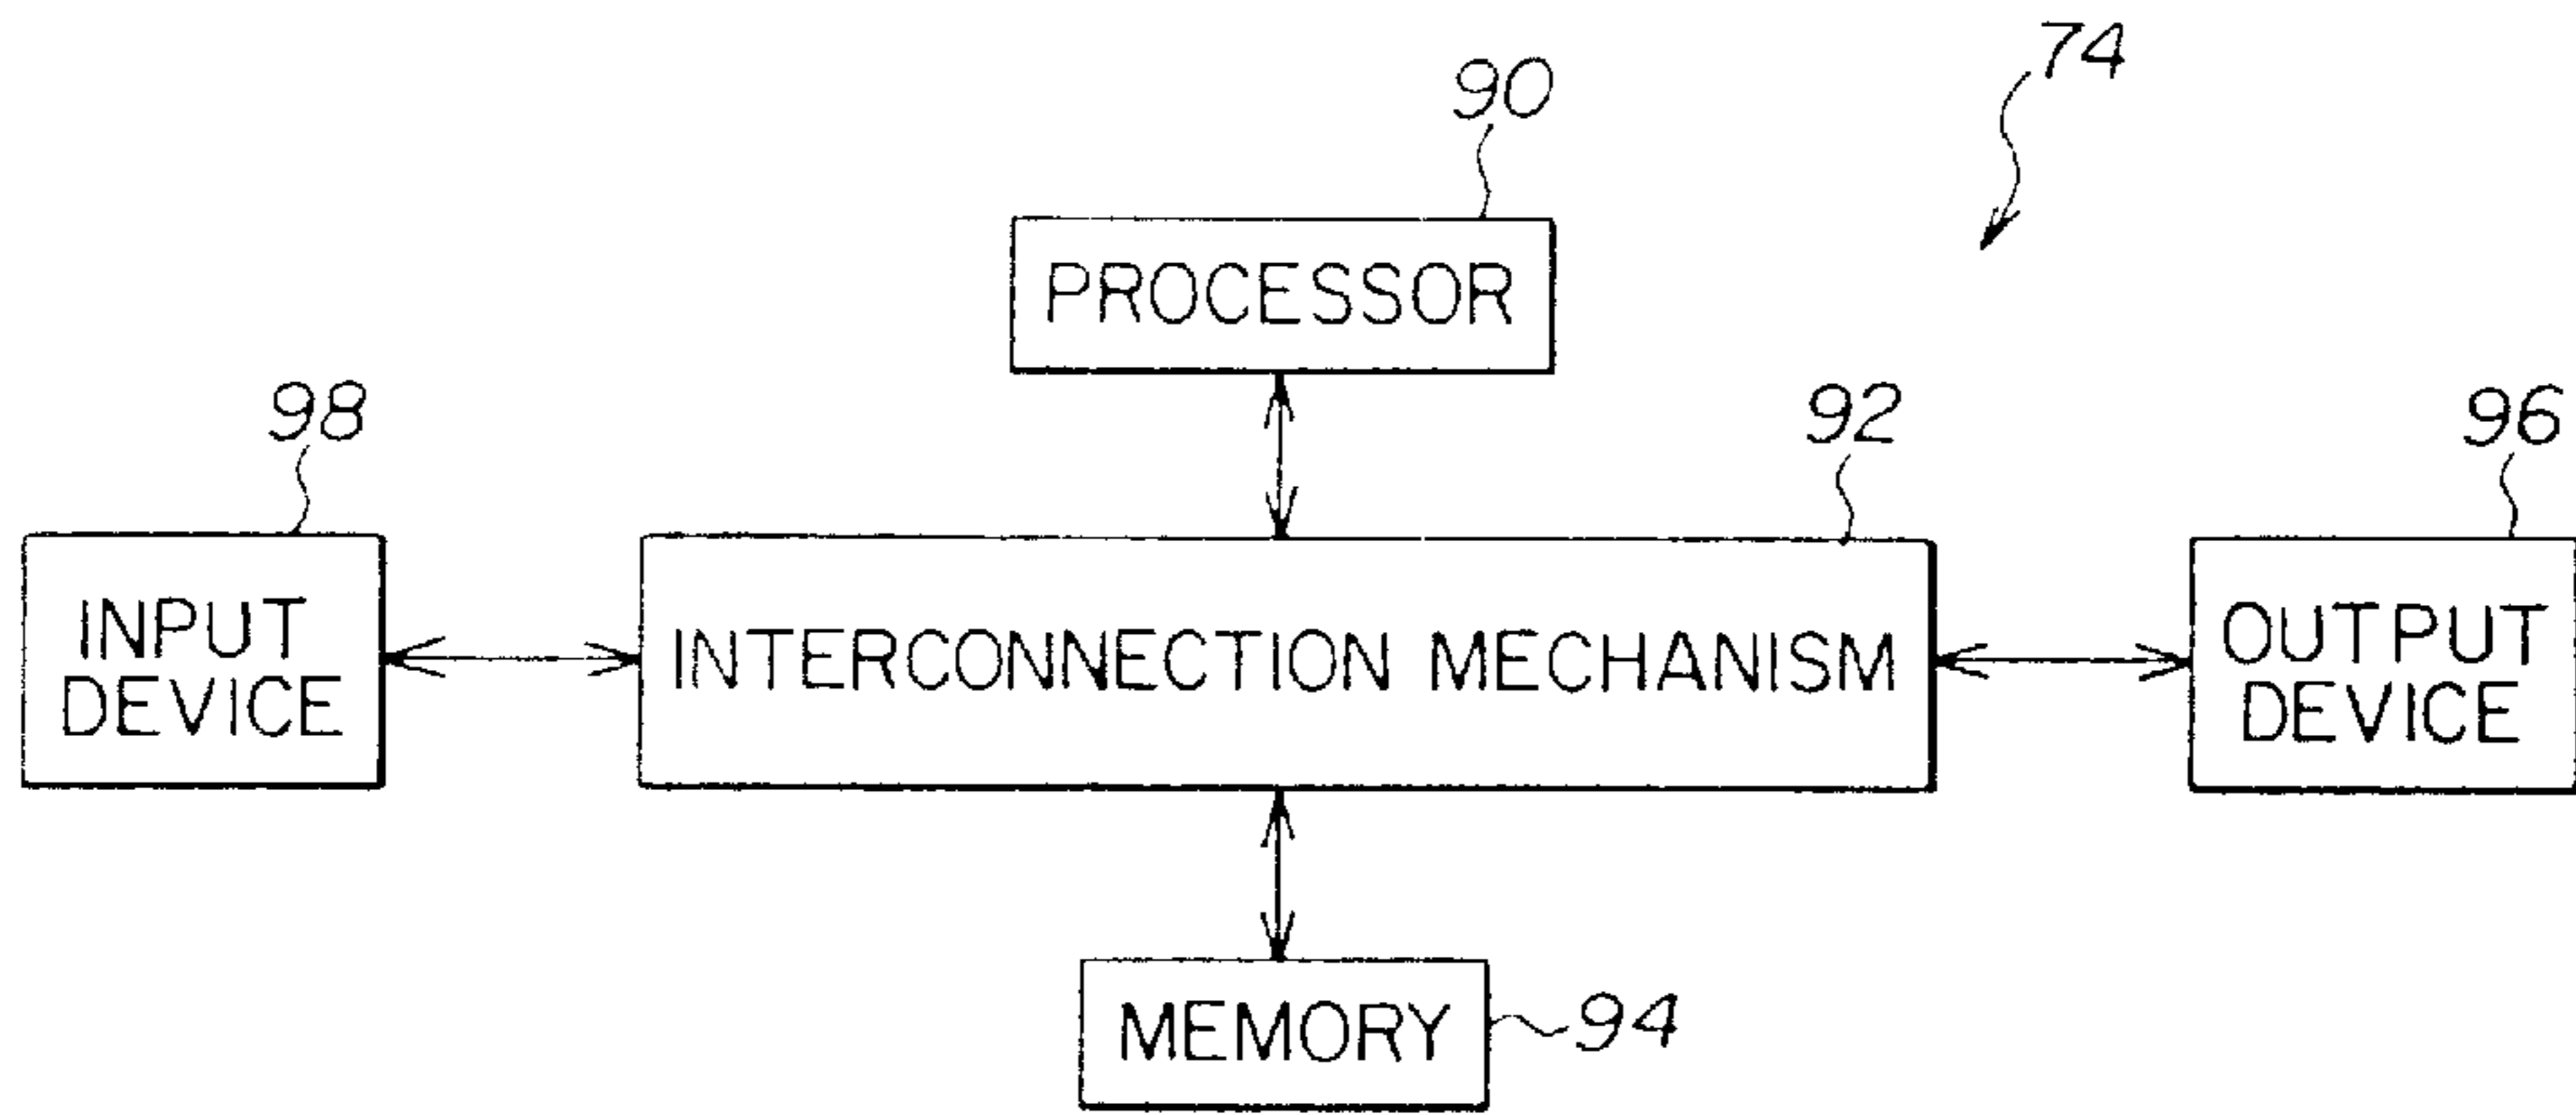 74
90
PROCESSOR
98
92
96
INPUT
DEVICE
INTERCONNECTION MECHANISM
OUTPUT
DEVICE
MEMORY
94